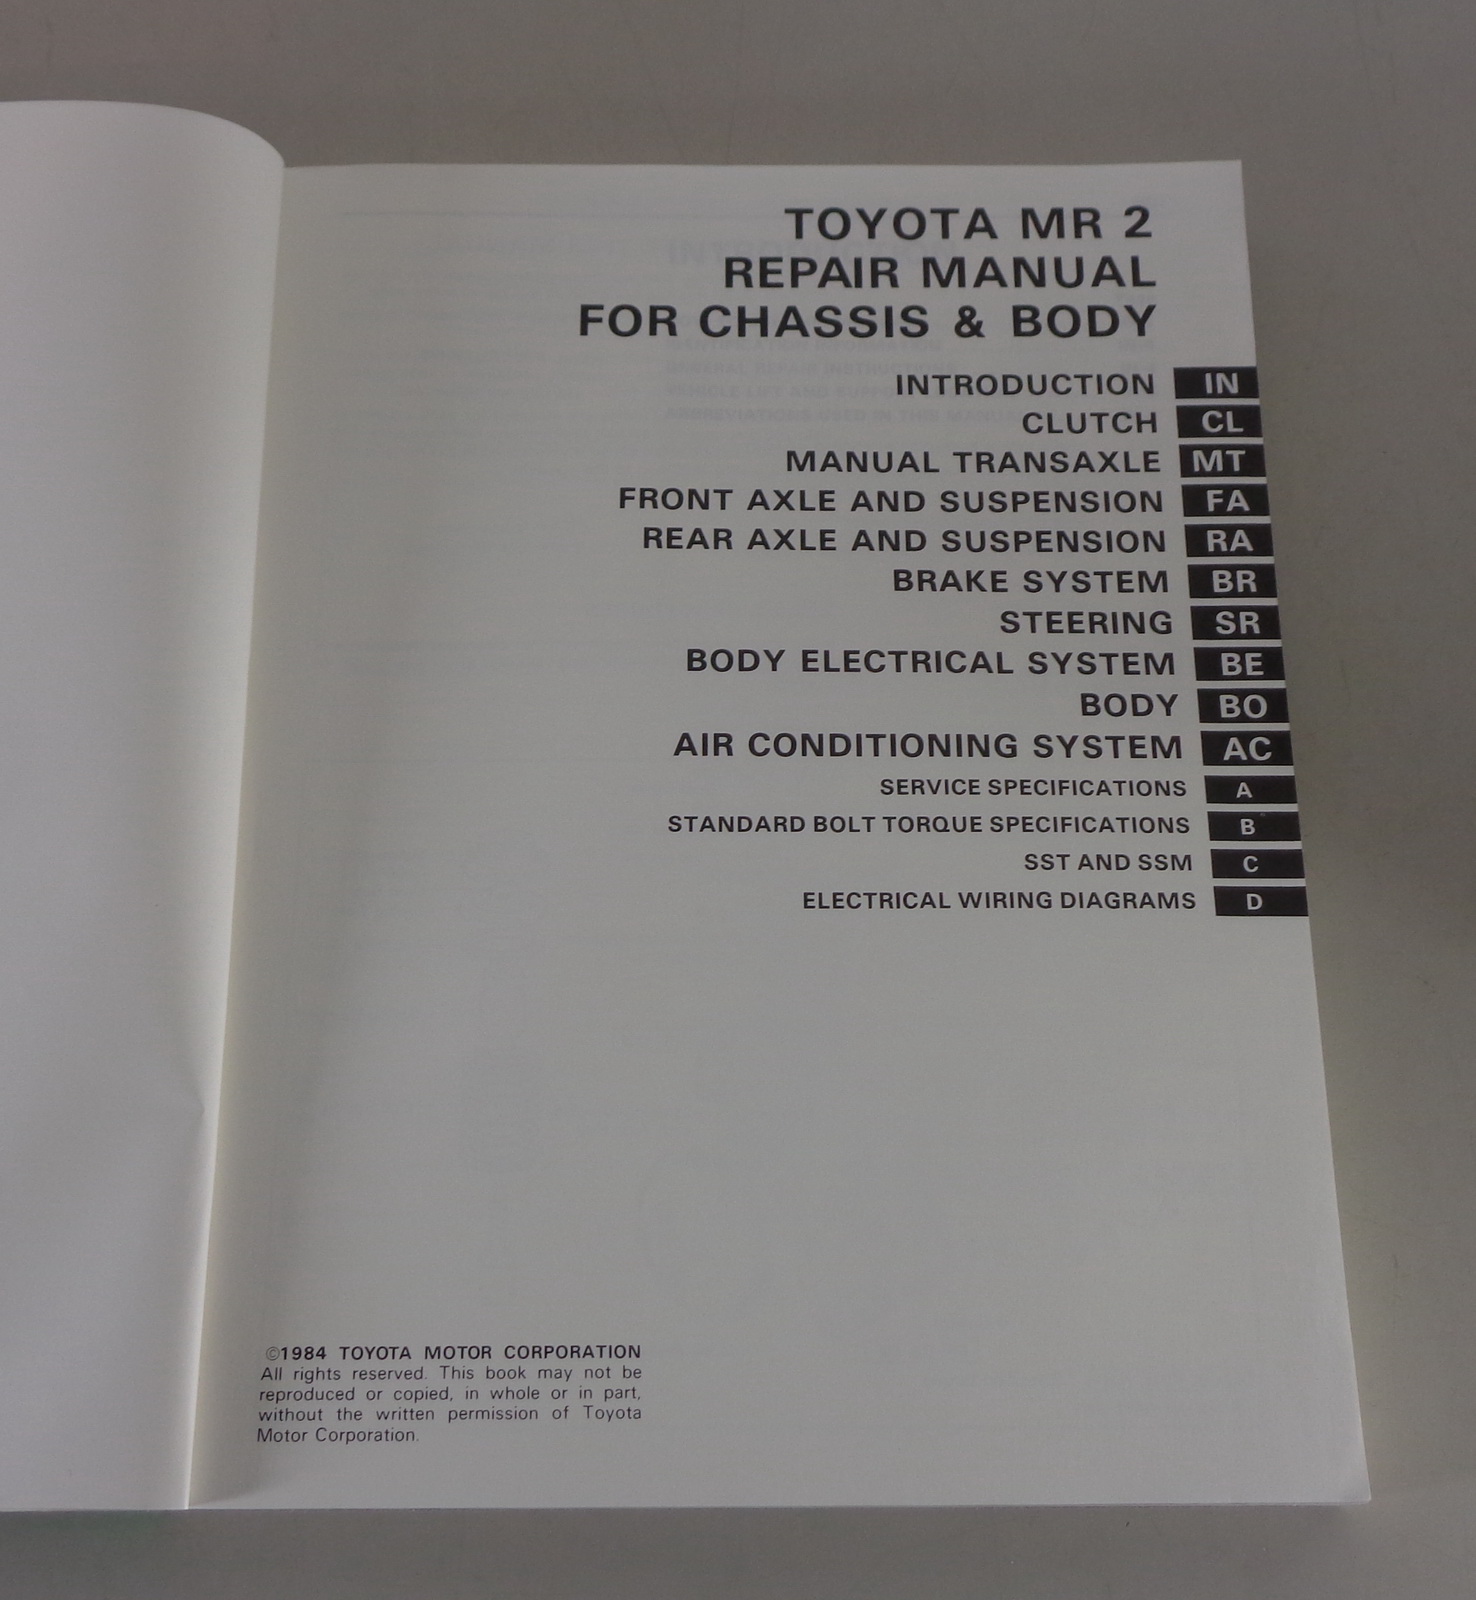 TOYOTA MR 2
REPAIR MANUAL
FOR CHASSIS & BODY
INTRODUCTION IN
CLUTCH CL
MANUAL TRANSAXLE MT
FRONT AXLE AND SUSPENSION FA
REAR AXLE AND SUSPENSION RA
BRAKE SYSTEM BR
STEERING SR
BODY ELECTRICAL SYSTEM BE
BODY BO
AIR CONDITIONING SYSTEM AC
SERVICE SPECIFICATIONS A
STANDARD BOLT TORQUE SPECIFICATIONS B
SST AND SSM C
ELECTRICAL WIRING DIAGRAMS D
©1984 TOYOTA MOTOR CORPORATION
All rights reserved. This book may not be
reproduced or copied, in whole or in part,
without the written permission of Toyota
Motor Corporation.